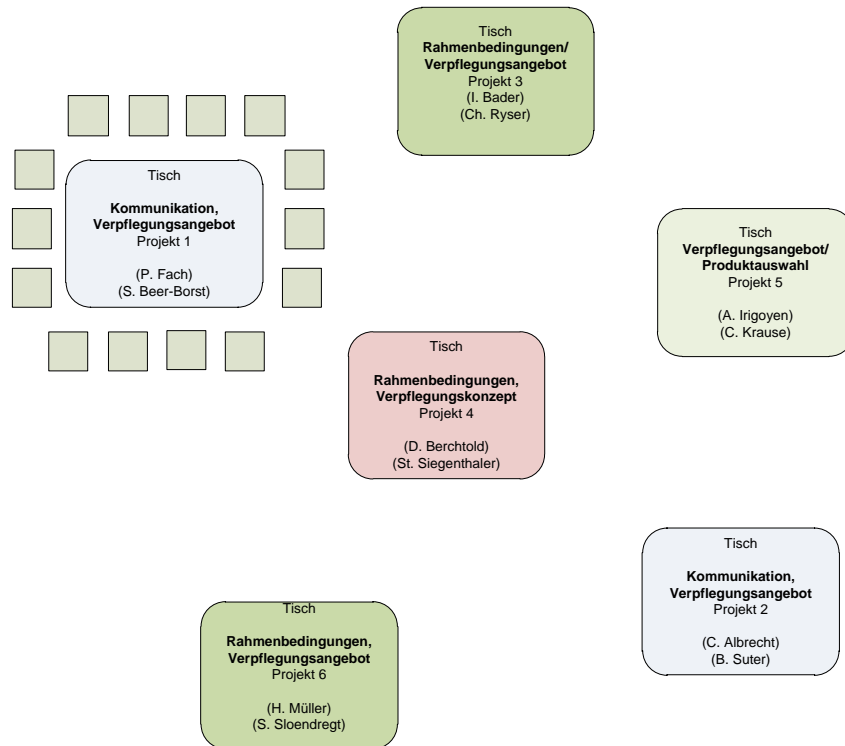 Tisch
Rahmenbedingungen/
Verpflegungsangebot
Projekt 3
(I. Bader)
(Ch. Ryser)
Tisch
Kommunikation,
Verpflegungsangebot
Projekt 1
(P. Fach)
(S. Beer-Borst)
Tisch
Verpflegungsangebot/
Produktauswahl
Projekt 5
(A. Irigoyen)
(C. Krause)
Tisch
Rahmenbedingungen,
Verpflegungskonzept
Projekt 4
(D. Berchtold)
(St. Siegenthaler)
Tisch
Kommunikation,
Verpflegungsangebot
Projekt 2
(C. Albrecht)
(B. Suter)
Tisch
Rahmenbedingungen,
Verpflegungsangebot
Projekt 6
(H. Müller)
(S. Sloendregt)